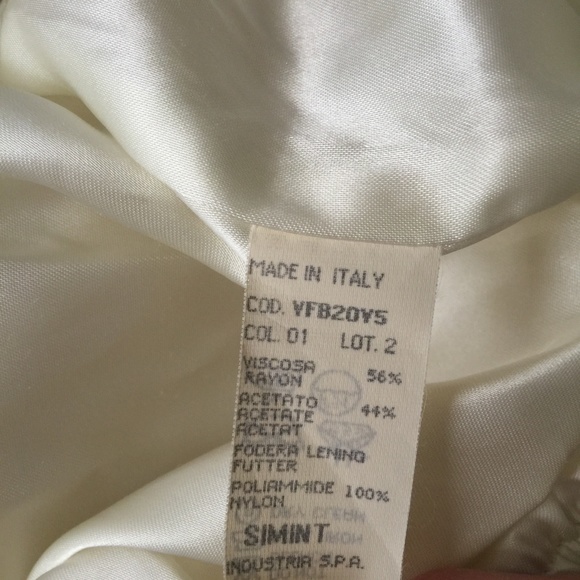 MADE IN ITALY
COD. VFB20Y5
COL. 01 LOT. 2
VISCOSA
RAYON 56%
ACETATO
ACETATE 44%
ACETAT
FODERA LENING
FUTTER
POLIAMMIDE 100%
NYLON
SIMINT
INDUSTRIA S.P.A.